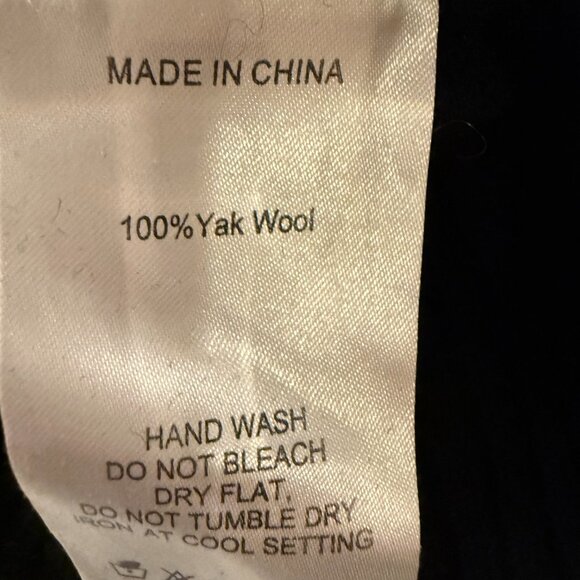 MADE IN CHINA
100%Yak Wool
HAND WASH
DO NOT BLEACH
DRY FLAT.
DO NOT TUMBLE DRY
IRON AT COOL SETTING